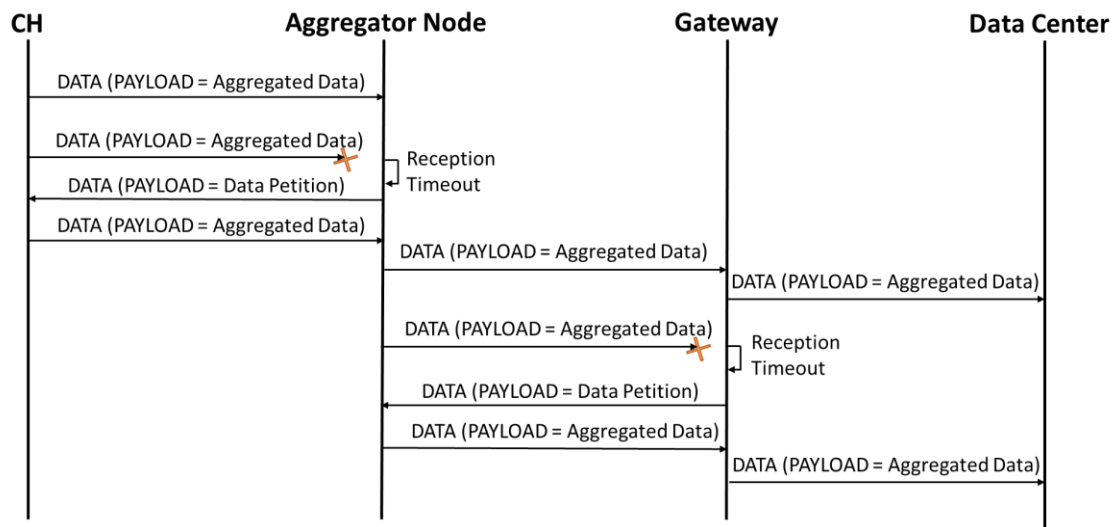 CH
Aggregator Node
Gateway
Data Center
DATA (PAYLOAD = Aggregated Data)
DATA (PAYLOAD = Aggregated Data)
Reception
Timeout
DATA (PAYLOAD = Data Petition)
DATA (PAYLOAD = Aggregated Data)
DATA (PAYLOAD = Aggregated Data)
DATA (PAYLOAD = Aggregated Data)
DATA (PAYLOAD = Aggregated Data)
Reception
Timeout
DATA (PAYLOAD = Data Petition)
DATA (PAYLOAD = Aggregated Data)
DATA (PAYLOAD = Aggregated Data)